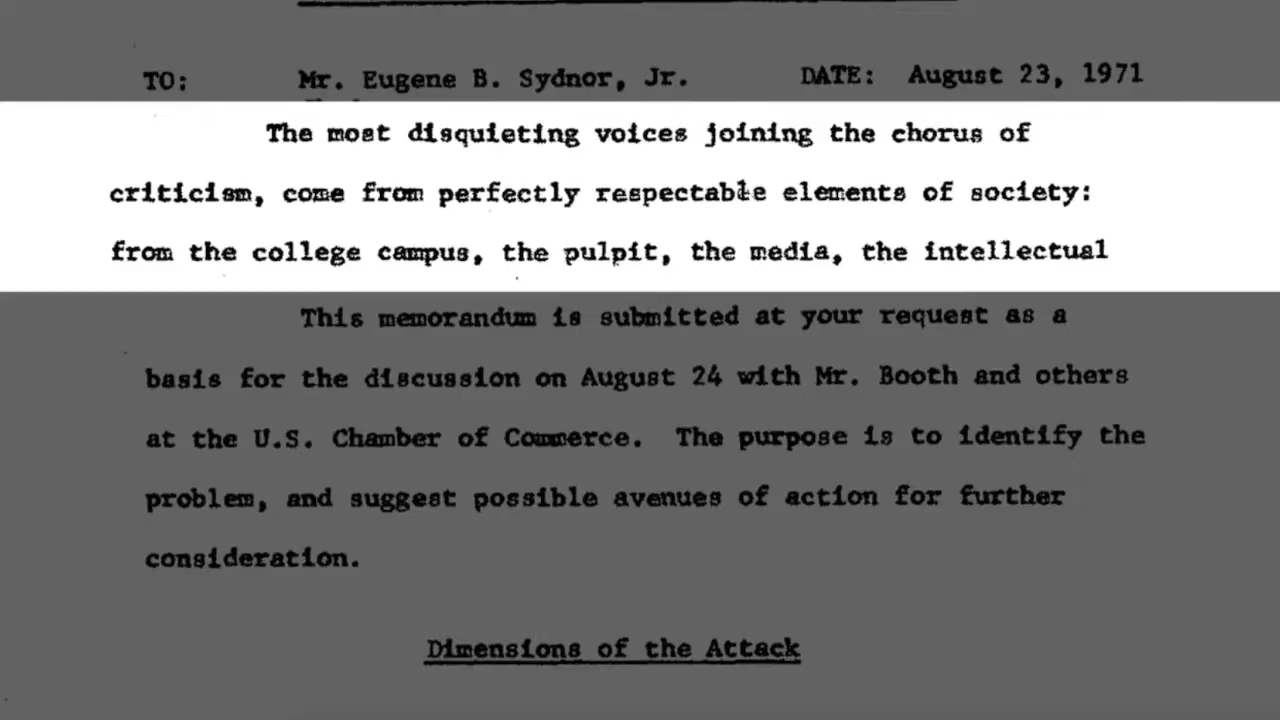 TO: Mr. Eugene B. Sydnor, Jr. DATE: August 23, 1971
The most disquieting voices joining the chorus of
criticism, come from perfectly respectable elements of society:
from the college campus, the pulpit, the media, the intellectual
This memorandum is submitted at your request as a
basis for the discussion on August 24 with Mr. Booth and others
at the U.S. Chamber of Commerce. The purpose is to identify the
problem, and suggest possible avenues of action for further
consideration.
Dimensions of the Attack